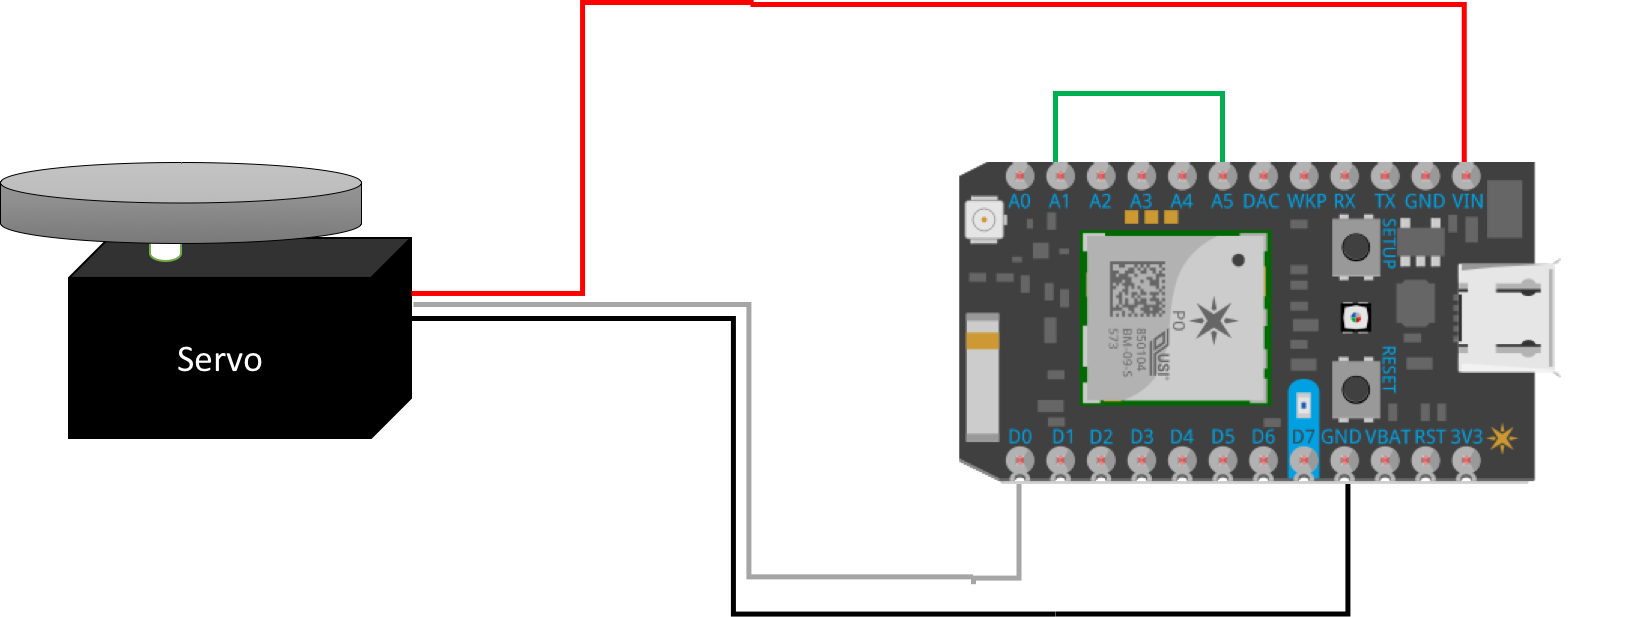 A0 A1 A2 A3 A4 A5 DAC WKP RX TX GND VIN
SETUP
P0
USI
850104
BM-09-S
573
Servo
RESET
D0 D1 D2 D3 D4 D5 D6 D7 GND VBAT RST 3V3